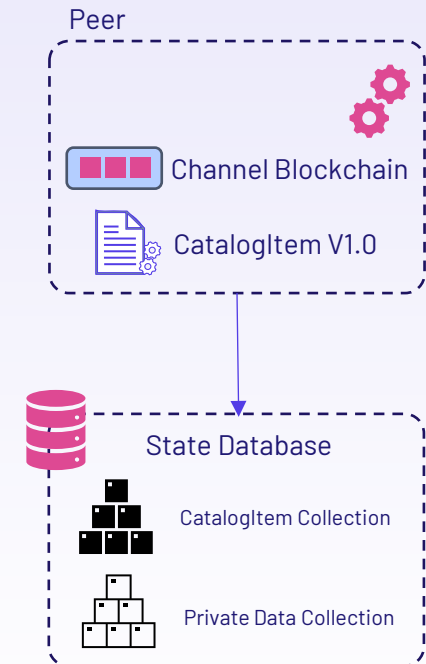 Peer
Channel Blockchain
CatalogItem V1.0
State Database
CatalogItem Collection
Private Data Collection